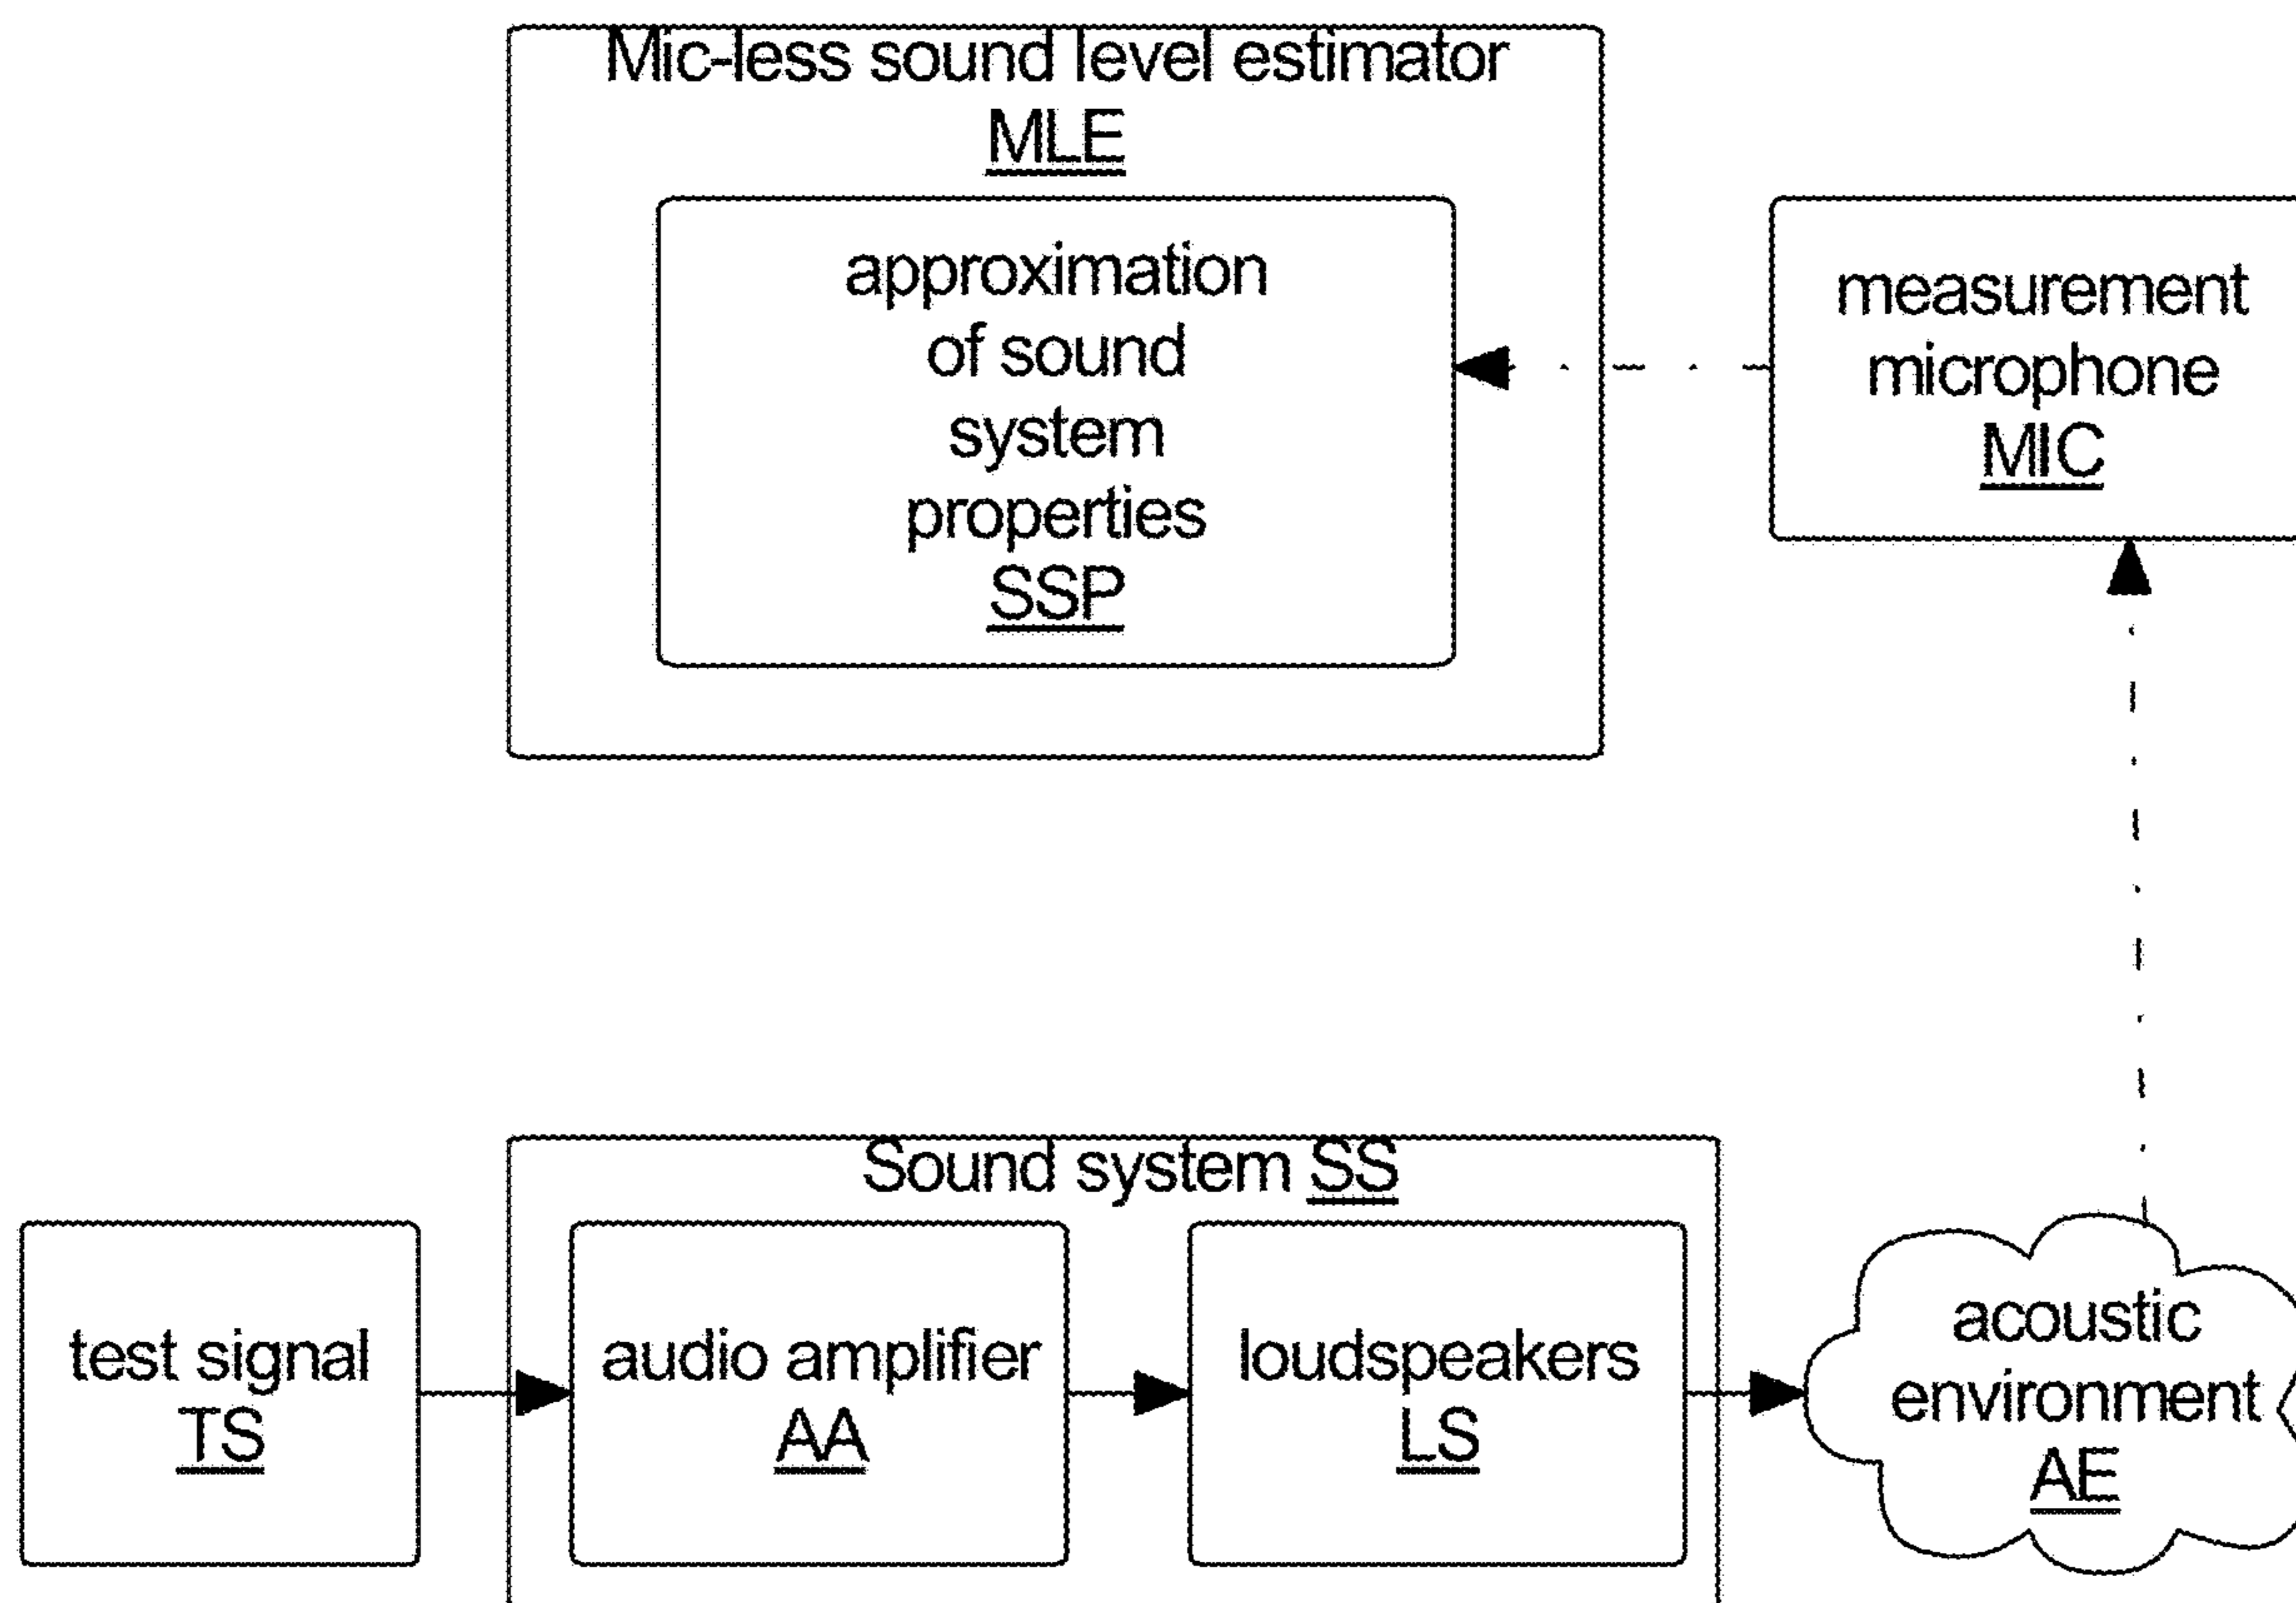 Mic-less sound level estimator
MLE
approximation
of sound
system
properties
SSP
measurement
microphone
MIC
Sound system SS
test signal
TS
audio amplifier
AA
loudspeakers
LS
acoustic
environment
AE